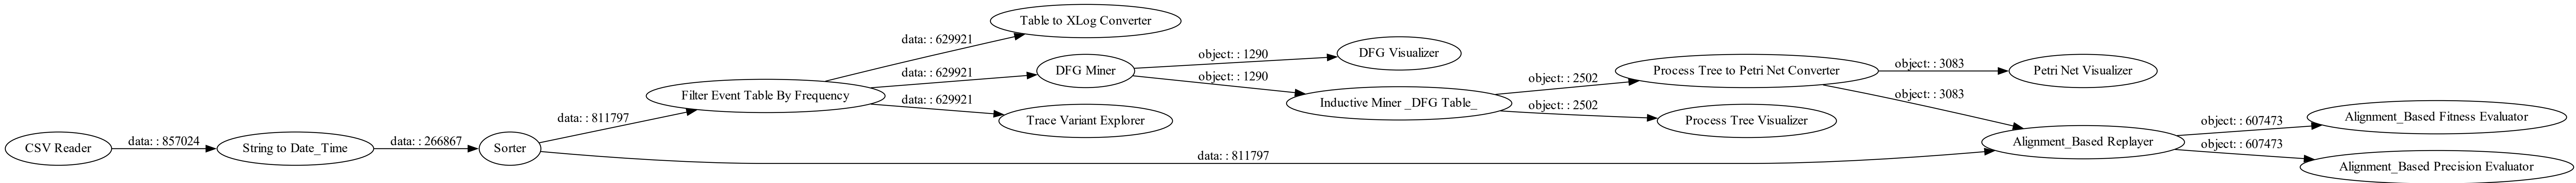 CSV Reader
data: : 857024
String to Date_Time
data: : 266867
Sorter
data: : 811797
Filter Event Table By Frequency
data: : 629921
Table to XLog Converter
data: : 629921
DFG Miner
data: : 629921
Trace Variant Explorer
object: : 1290
DFG Visualizer
object: : 1290
Inductive Miner _DFG Table_
object: : 2502
Process Tree to Petri Net Converter
object: : 2502
Process Tree Visualizer
object: : 3083
Petri Net Visualizer
object: : 3083
data: : 811797
Alignment_Based Replayer
object: : 607473
Alignment_Based Fitness Evaluator
object: : 607473
Alignment_Based Precision Evaluator